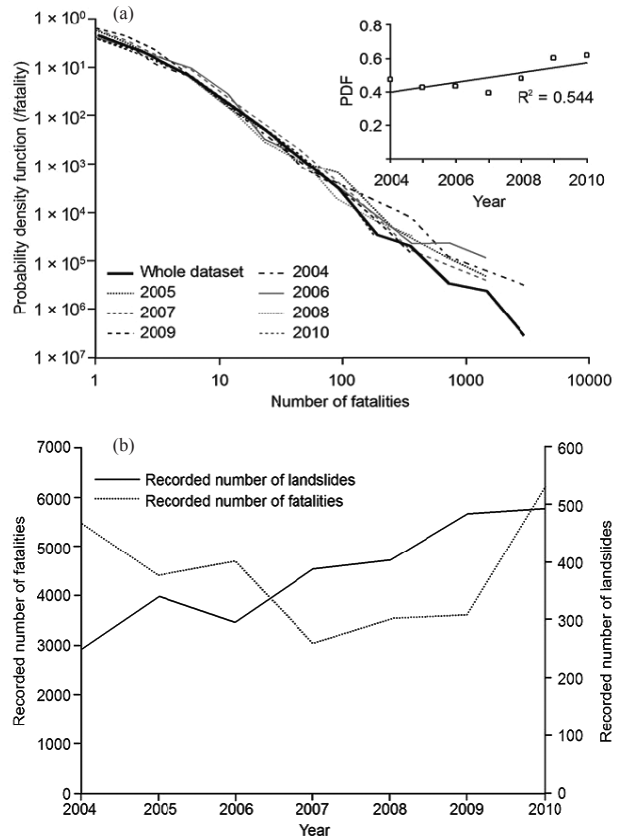 (a)
Probability density function (/fatality)
1 × 10⁰
1 × 10¹
1 × 10²
1 × 10³
1 × 10⁴
1 × 10⁵
1 × 10⁶
1 × 10⁷
1 10 100 1000 10000
Number of fatalities
Whole dataset 2004
2005 2006
2007 2008
2009 2010
PDF
0.8
0.6
0.4
0.2
R² = 0.544
2004 2006 2008 2010
Year
(b)
Recorded number of fatalities
7000
6000
5000
4000
3000
2000
1000
0
Recorded number of landslides
Recorded number of fatalities
600
500
400
300
200
100
0
Recorded number of landslides
2004 2005 2006 2007 2008 2009 2010
Year